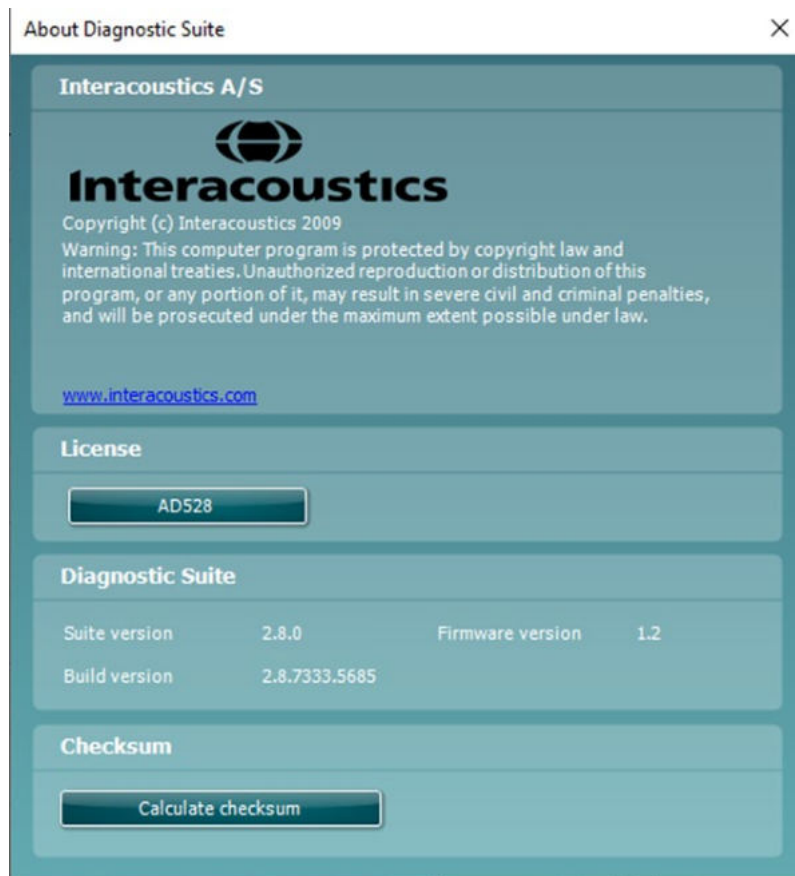 About Diagnostic Suite
Interacoustics A/S
Interacoustics
Copyright (c) Interacoustics 2009
Warning: This computer program is protected by copyright law and
international treaties. Unauthorized reproduction or distribution of this
program, or any portion of it, may result in severe civil and criminal penalties,
and will be prosecuted under the maximum extent possible under law.
www.interacoustics.com
License
AD528
Diagnostic Suite
Suite version 2.8.0 Firmware version 1.2
Build version 2.8.7333.5685
Checksum
Calculate checksum